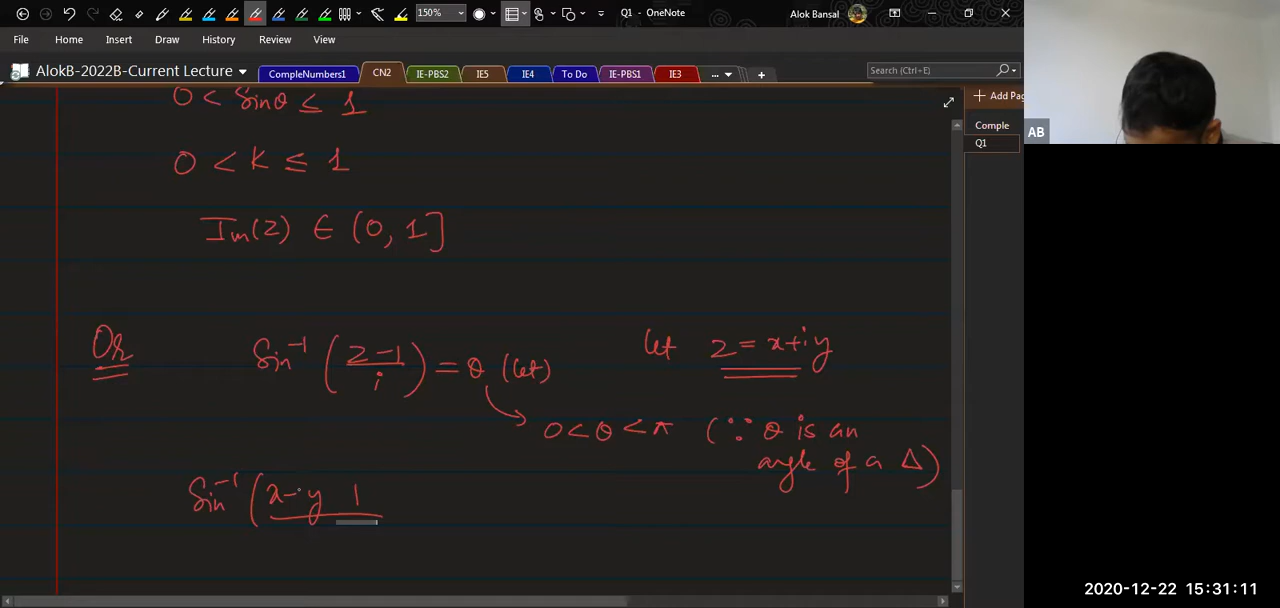 150% Q1 - OneNote Alok Bansal
File Home Insert Draw History Review View
AlokB-2022B-Current Lecture CompleNumbers1 CN2 IE-PBS2 IE5 IE4 To Do IE-PBS1 IE3 ... + Search (Ctrl+E)
+ Add Pag
Comple
Q1
AB
0 < Sinθ ≤ 1
0 < k ≤ 1
Im(z) ∈ (0, 1]
Or Sin⁻¹ ( (z-1)/i ) = θ (let) let z = x+iy
0 < θ < π (∵ θ is an
angle of a Δ)
Sin⁻¹ (x-y 1
2020-12-22 15:31:11